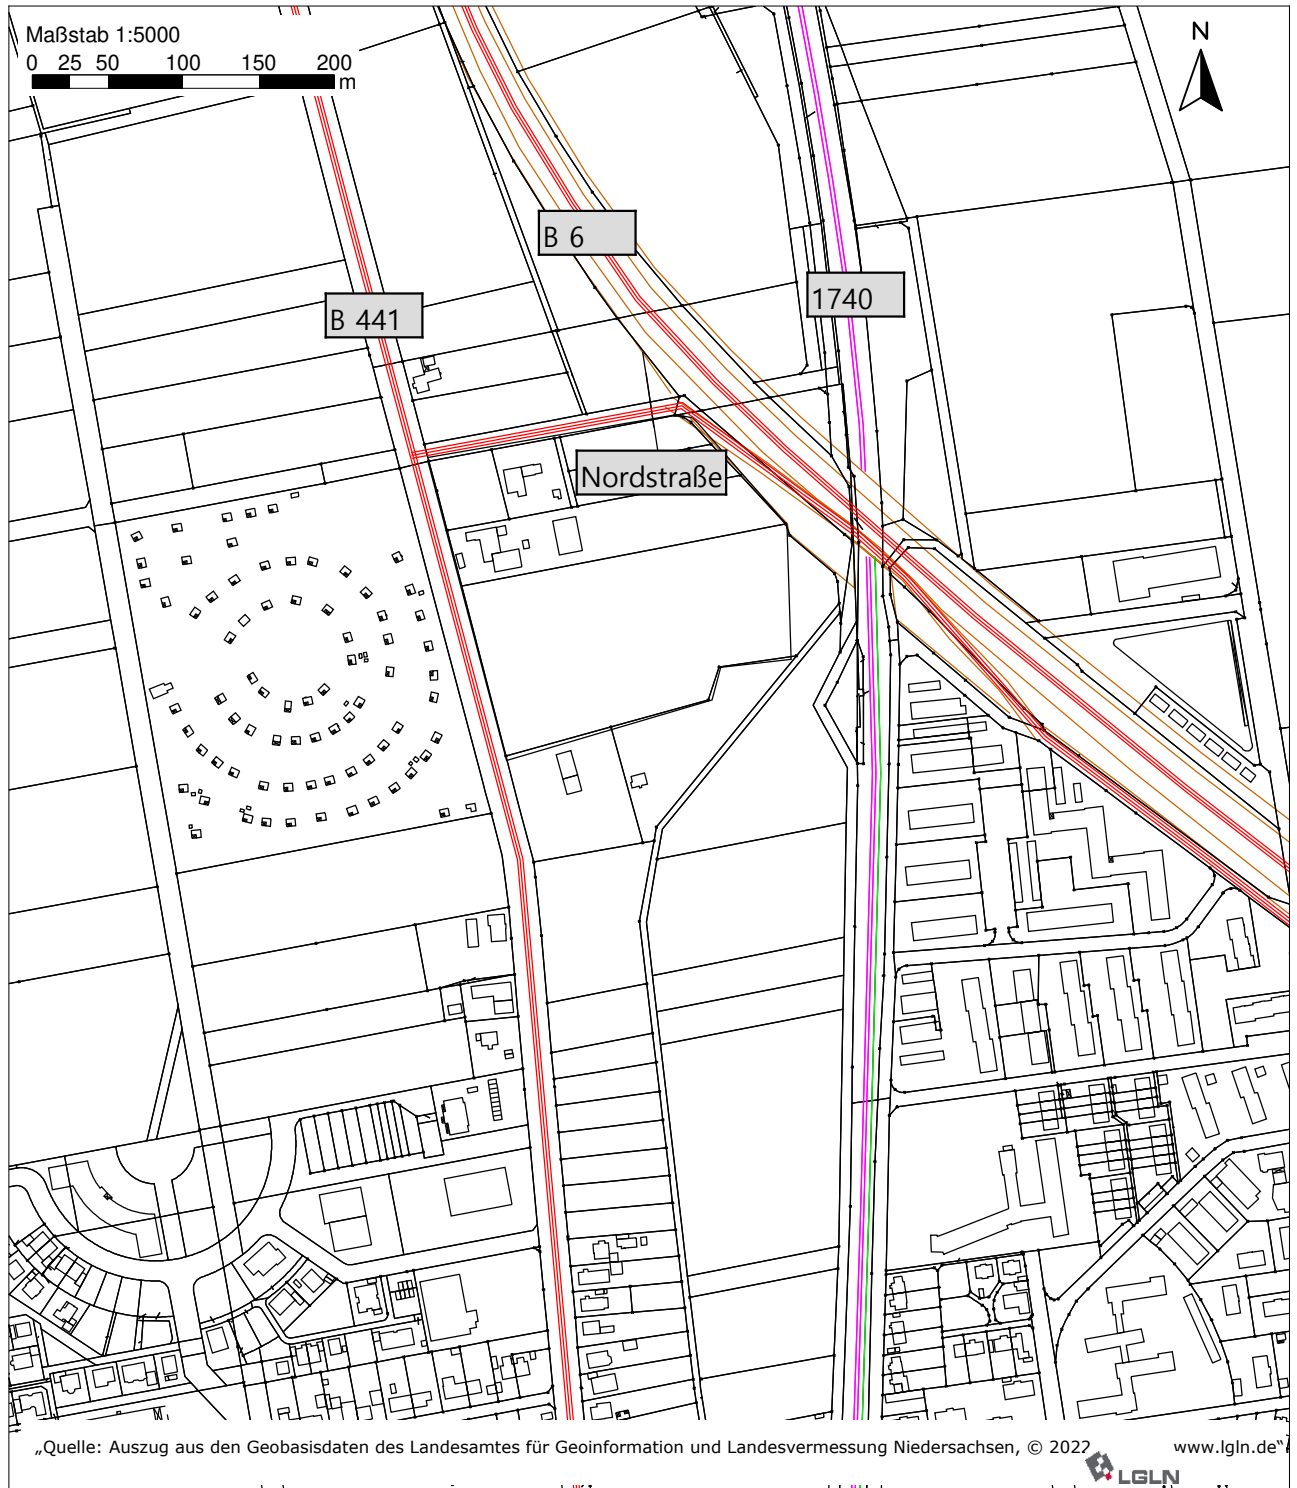 Maßstab 1:5000
0 25 50 100 150 200
m
N
B 6
1740
B 441
Nordstraße
„Quelle: Auszug aus den Geobasisdaten des Landesamtes für Geoinformation und Landesvermessung Niedersachsen, © 2022 www.lgln.de“
LGLN